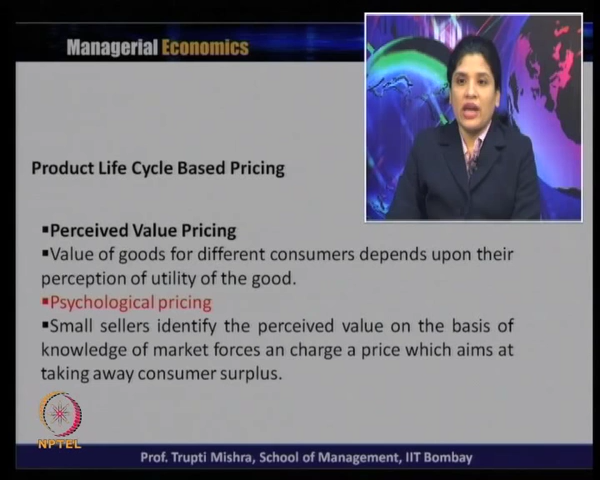 Managerial Economics
Product Life Cycle Based Pricing
▪Perceived Value Pricing
▪Value of goods for different consumers depends upon their
perception of utility of the good.
▪Psychological pricing
▪Small sellers identify the perceived value on the basis of
knowledge of market forces an charge a price which aims at
taking away consumer surplus.
NPTEL
Prof. Trupti Mishra, School of Management, IIT Bombay